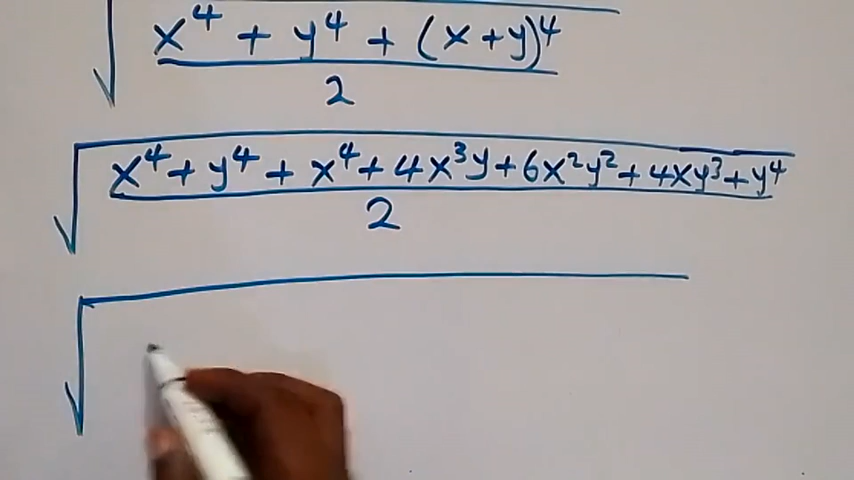 √(x⁴ + y⁴ + (x+y)⁴ / 2)
√(x⁴ + y⁴ + x⁴ + 4x³y + 6x²y² + 4xy³ + y⁴ / 2)
√